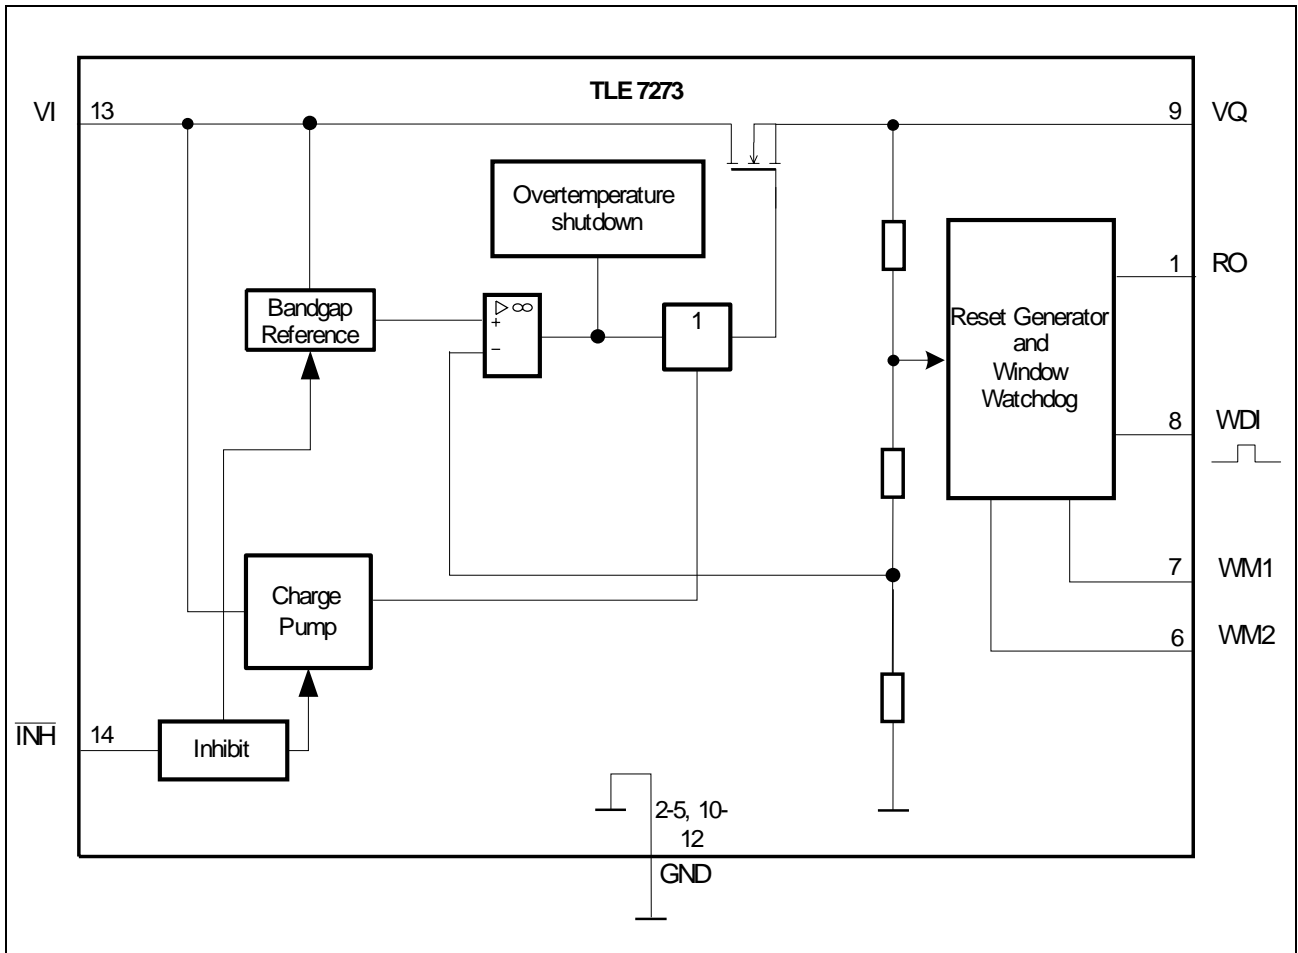 TLE 7273
VI 13
9 VQ
Overtemperature
shutdown
1 RO
Bandgap
Reference
▷ ∞
+
−
1
Reset Generator
and
Window
Watchdog
8 WDI
Charge
Pump
7 WM1
6 WM2
I̅N̅H̅ 14
Inhibit
2-5, 10-
12
GND